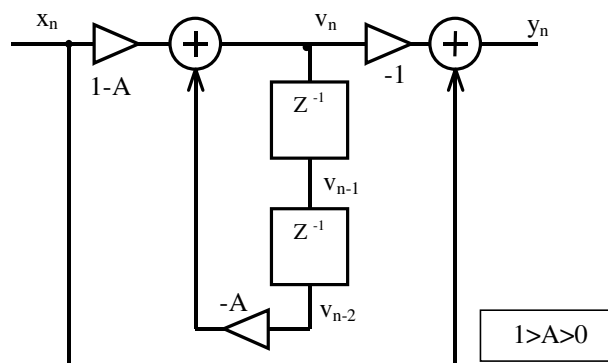 xₙ
vₙ
yₙ
+
+
1-A
-1
Z ⁻¹
vₙ₋₁
Z ⁻¹
-A
vₙ₋₂
1>A>0